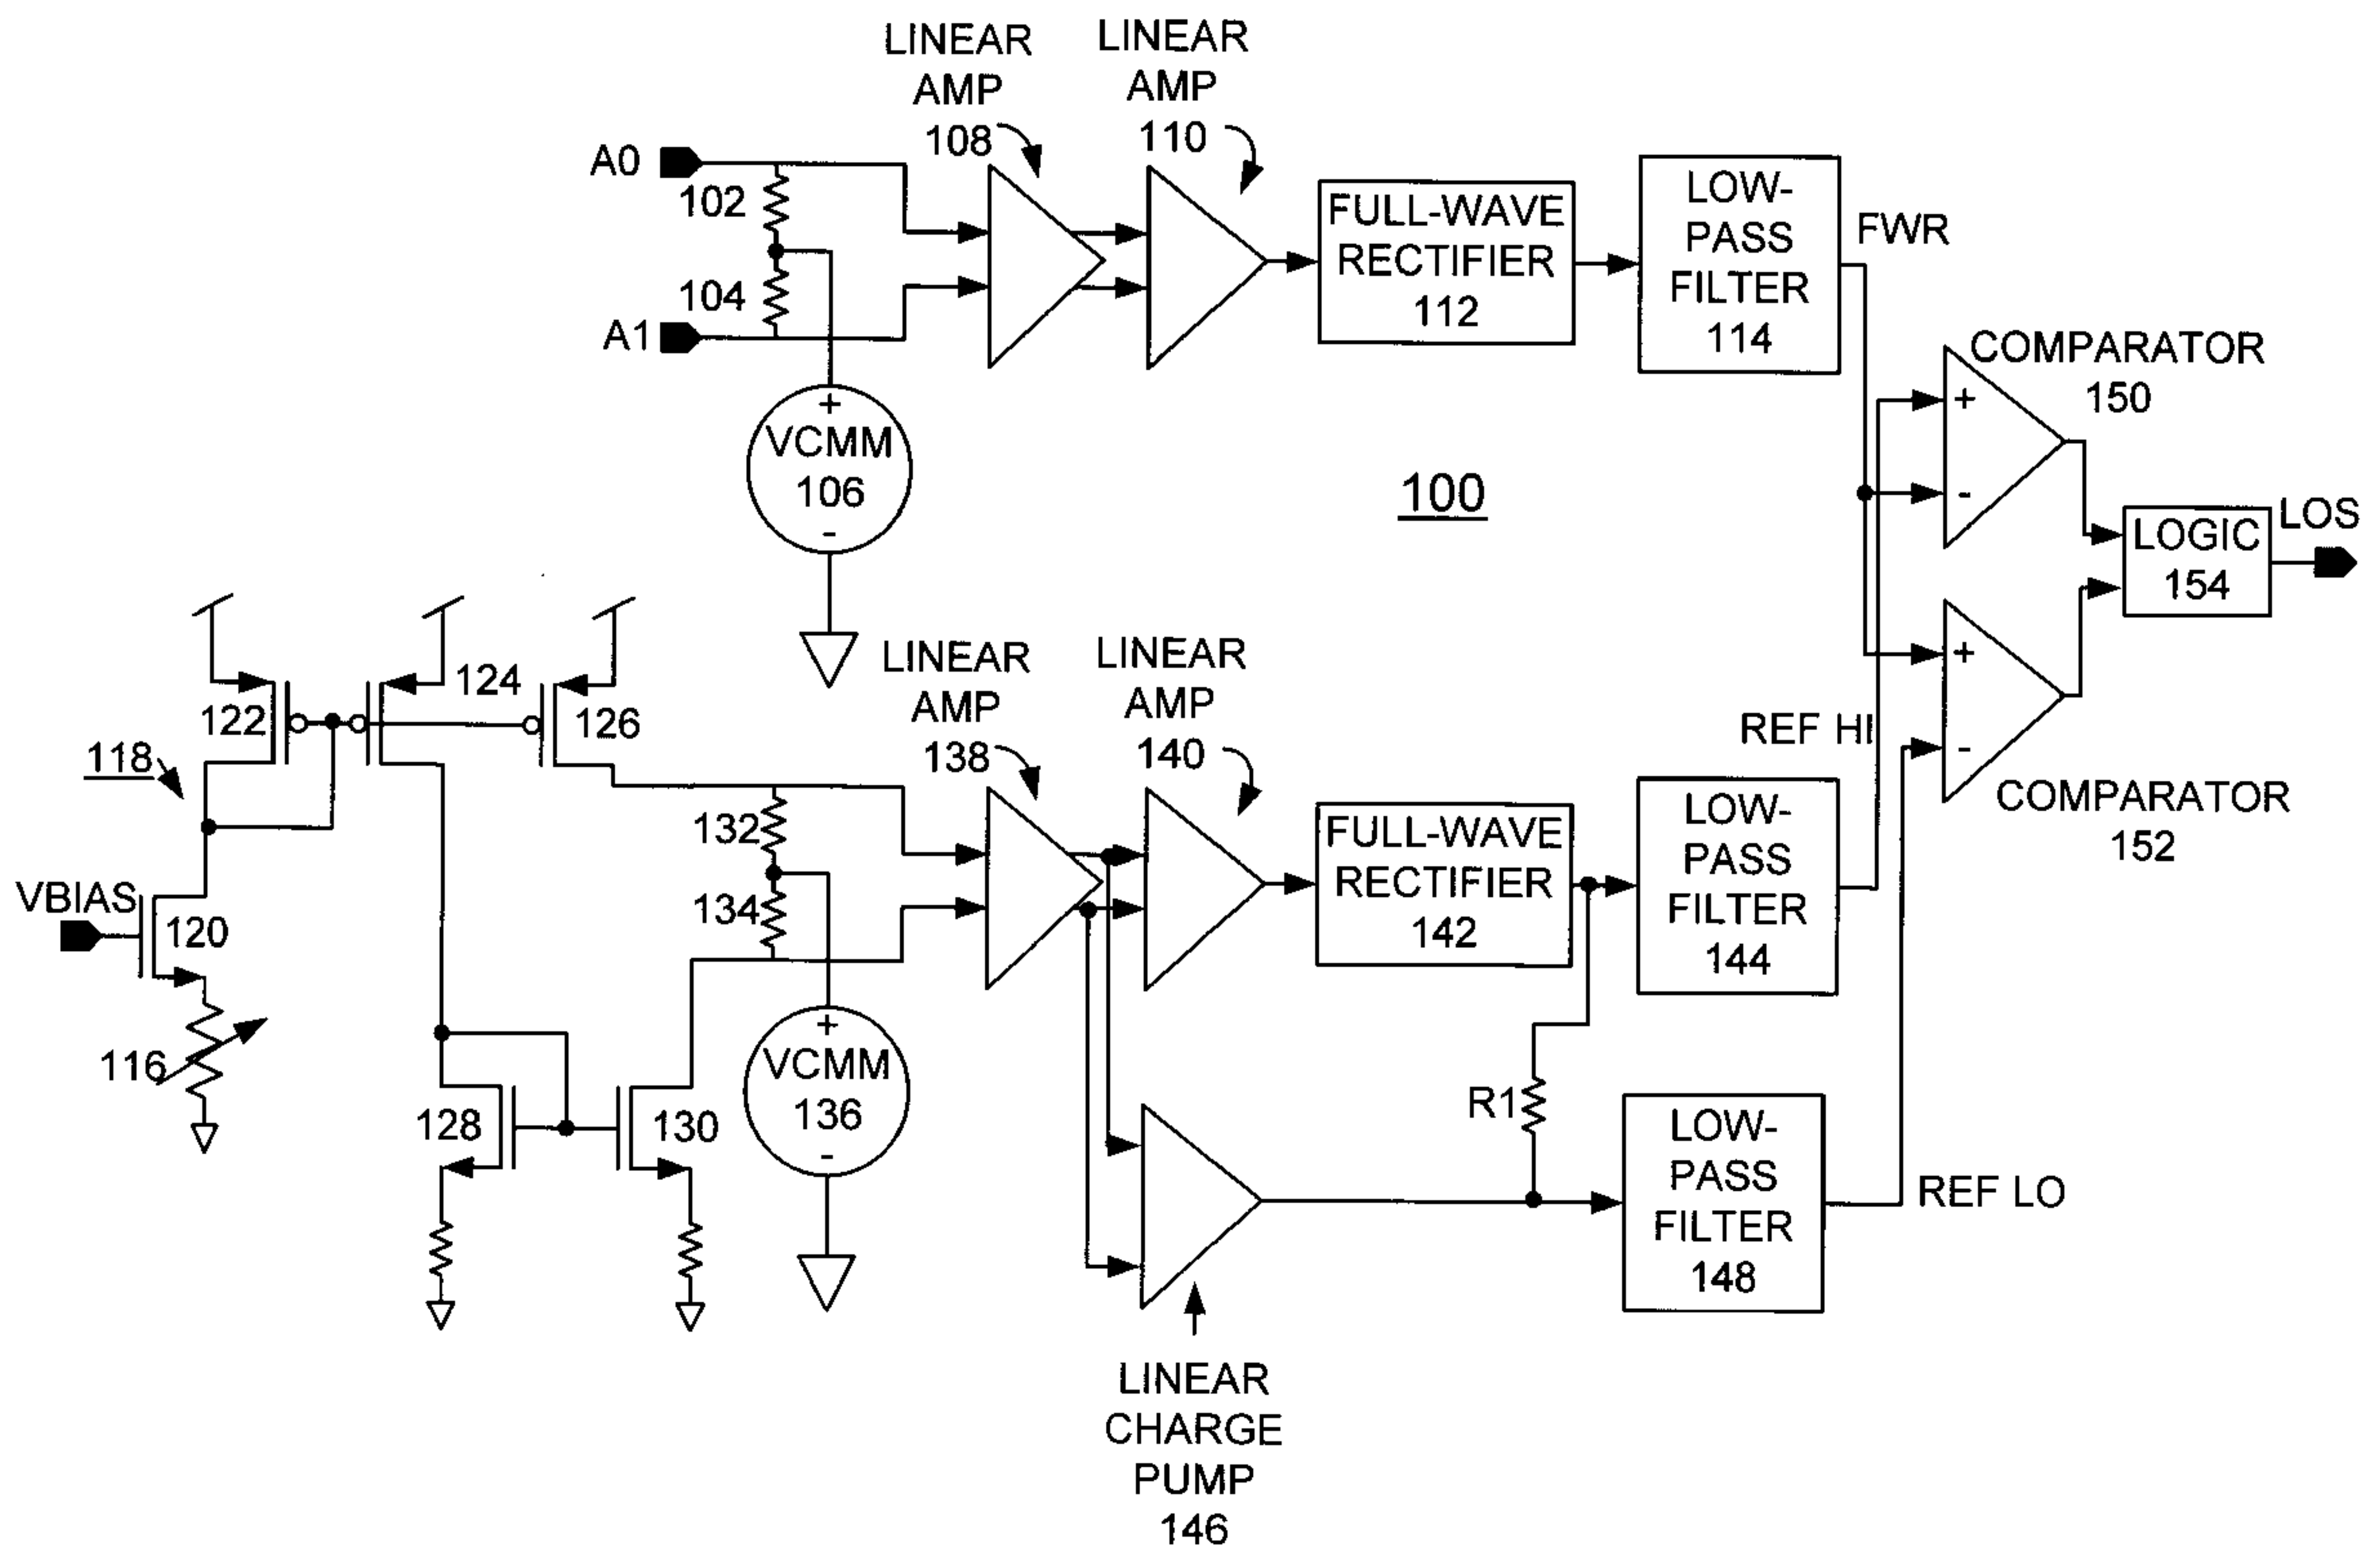 LINEAR
AMP
108
LINEAR
AMP
110
A0
102
104
A1
VCMM
106
+
-
FULL-WAVE
RECTIFIER
112
LOW-
PASS
FILTER
114
FWR
COMPARATOR
150
+
-
100
LOGIC
154
LOS
+
-
COMPARATOR
152
REF HI
122
124
126
118
VBIAS
120
116
128
130
132
134
VCMM
136
+
-
LINEAR
AMP
138
LINEAR
AMP
140
FULL-WAVE
RECTIFIER
142
LOW-
PASS
FILTER
144
R1
LOW-
PASS
FILTER
148
REF LO
LINEAR
CHARGE
PUMP
146